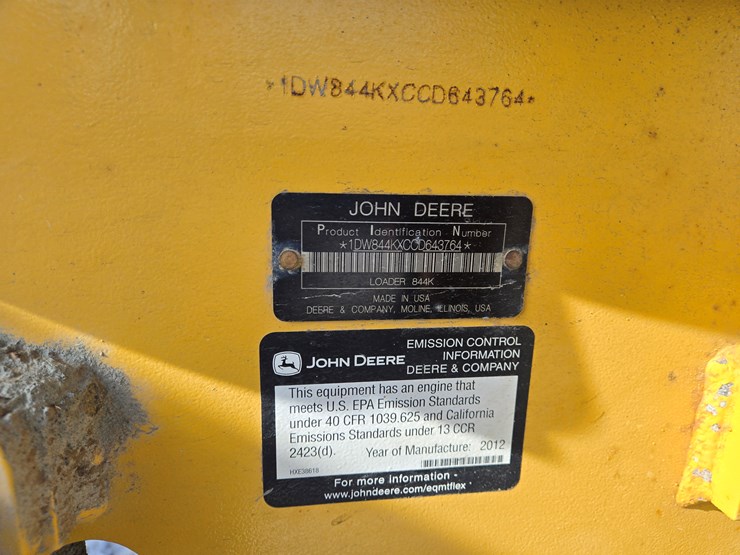 *1DW844KXCCD643764*
JOHN DEERE
Product Identification Number
*1DW844KXCCD643764*
LOADER 844K
MADE IN USA
DEERE & COMPANY, MOLINE, ILLINOIS, USA
JOHN DEERE
EMISSION CONTROL
INFORMATION
DEERE & COMPANY
This equipment has an engine that
meets U.S. EPA Emission Standards
under 40 CFR 1039.625 and California
Emissions Standards under 13 CCR
2423(d). Year of Manufacture: 2012
HXE38618
For more information -
www.johndeere.com/eqmtflex